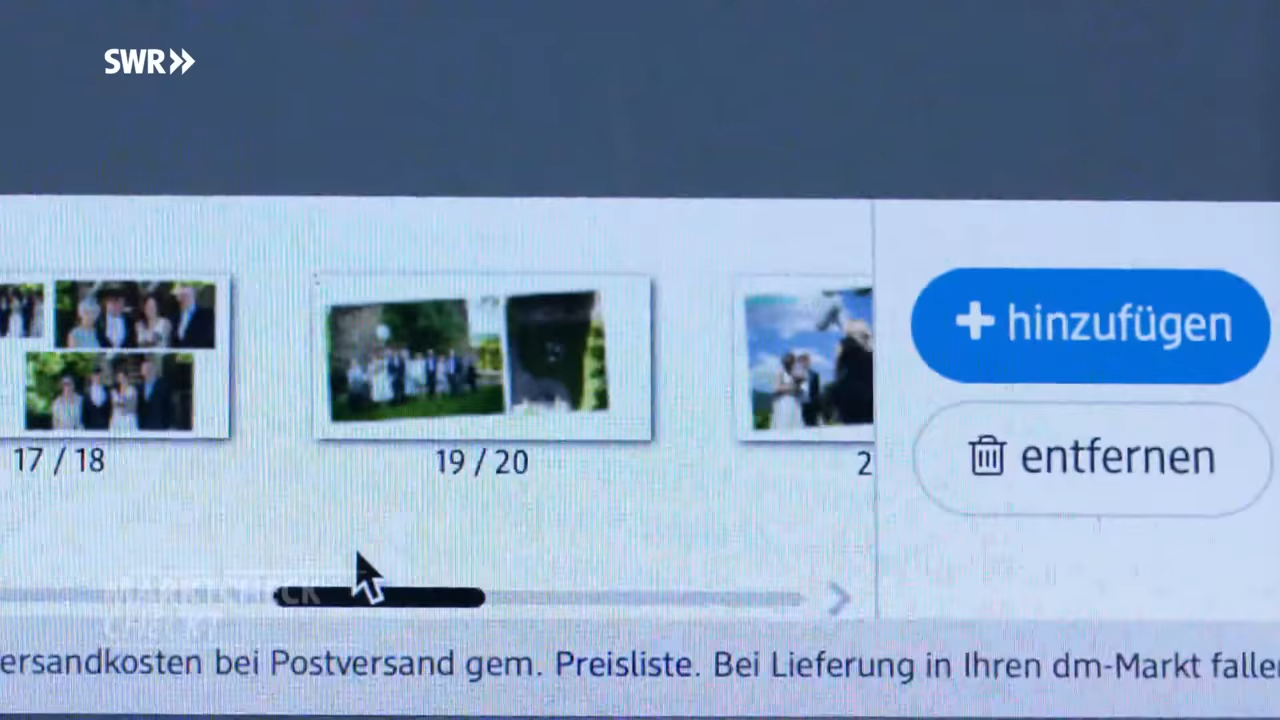 SWR
hinzufügen
entfernen
17 / 18
19 / 20
2
ersandkosten bei Postversand gem. Preisliste. Bei Lieferung in Ihren dm-Markt falle